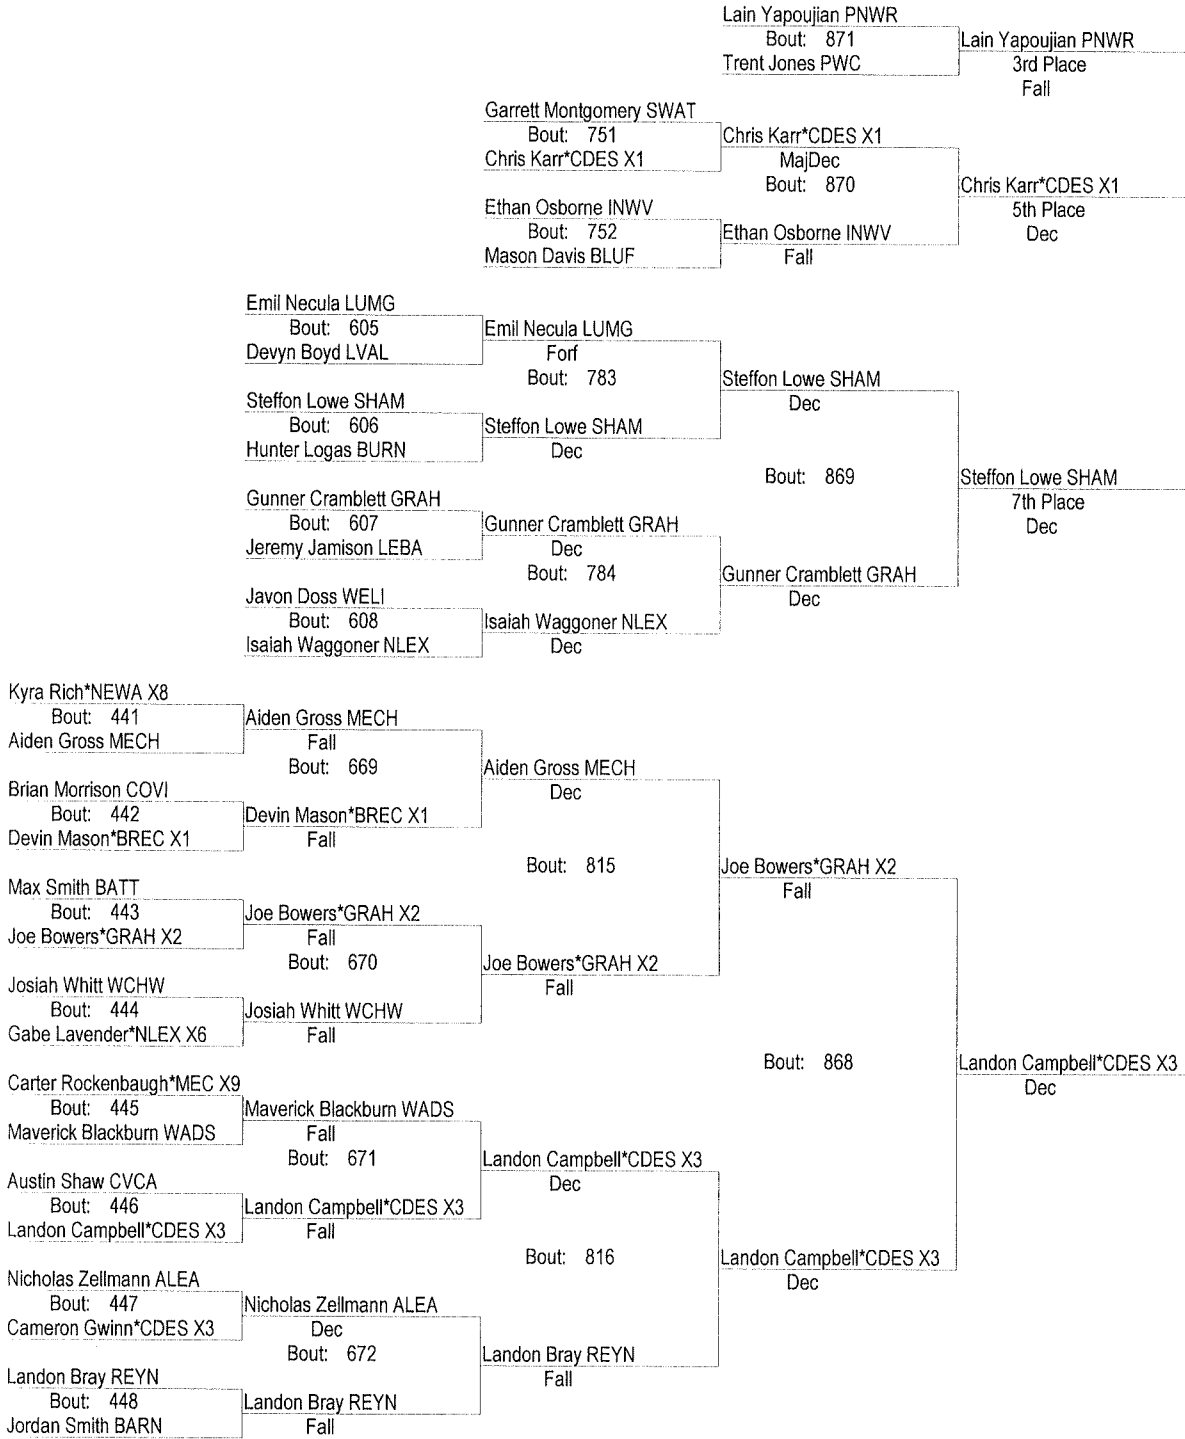 Lain Yapoujian PNWR
Bout: 871
Trent Jones PWC
Lain Yapoujian PNWR
3rd Place
Fall
Garrett Montgomery SWAT
Bout: 751
Chris Karr*CDES X1
Chris Karr*CDES X1
MajDec
Bout: 870
Chris Karr*CDES X1
5th Place
Dec
Ethan Osborne INWV
Bout: 752
Mason Davis BLUF
Ethan Osborne INWV
Fall
Emil Necula LUMG
Bout: 605
Devyn Boyd LVAL
Emil Necula LUMG
Forf
Bout: 783
Steffon Lowe SHAM
Dec
Steffon Lowe SHAM
Bout: 606
Hunter Logas BURN
Steffon Lowe SHAM
Dec
Bout: 869
Steffon Lowe SHAM
7th Place
Dec
Gunner Cramblett GRAH
Bout: 607
Jeremy Jamison LEBA
Gunner Cramblett GRAH
Dec
Bout: 784
Gunner Cramblett GRAH
Dec
Javon Doss WELI
Bout: 608
Isaiah Waggoner NLEX
Isaiah Waggoner NLEX
Dec
Kyra Rich*NEWA X8
Bout: 441
Aiden Gross MECH
Aiden Gross MECH
Fall
Bout: 669
Aiden Gross MECH
Dec
Brian Morrison COVI
Bout: 442
Devin Mason*BREC X1
Devin Mason*BREC X1
Fall
Bout: 815
Joe Bowers*GRAH X2
Fall
Max Smith BATT
Bout: 443
Joe Bowers*GRAH X2
Joe Bowers*GRAH X2
Fall
Bout: 670
Joe Bowers*GRAH X2
Fall
Josiah Whitt WCHW
Bout: 444
Gabe Lavender*NLEX X6
Josiah Whitt WCHW
Fall
Bout: 868
Landon Campbell*CDES X3
Dec
Carter Rockenbaugh*MEC X9
Bout: 445
Maverick Blackburn WADS
Maverick Blackburn WADS
Fall
Bout: 671
Landon Campbell*CDES X3
Dec
Austin Shaw CVCA
Bout: 446
Landon Campbell*CDES X3
Landon Campbell*CDES X3
Fall
Bout: 816
Landon Campbell*CDES X3
Dec
Nicholas Zellmann ALEA
Bout: 447
Cameron Gwinn*CDES X3
Nicholas Zellmann ALEA
Dec
Bout: 672
Landon Bray REYN
Fall
Landon Bray REYN
Bout: 448
Jordan Smith BARN
Landon Bray REYN
Fall